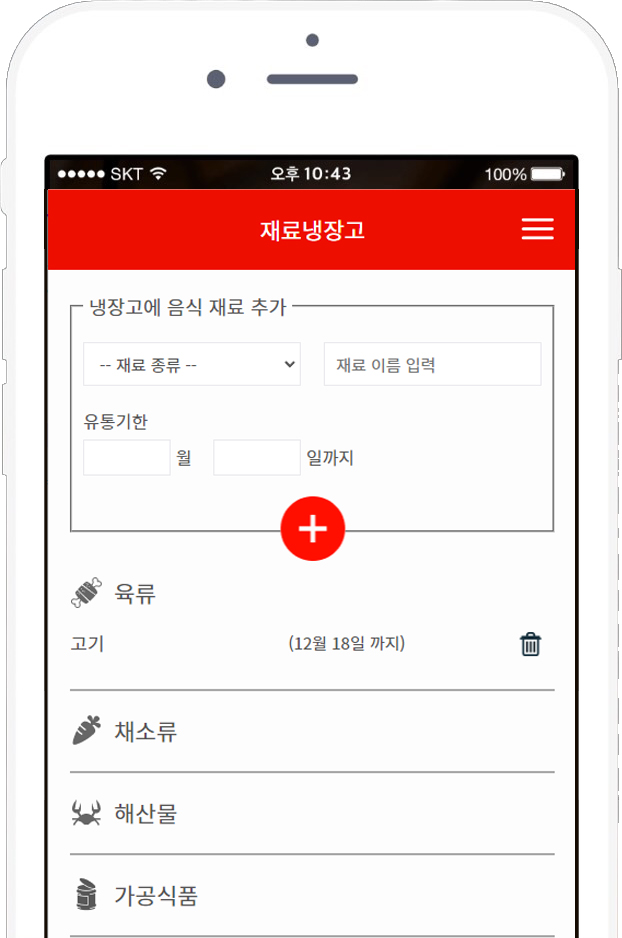 ●●●●● SKT 오후 10:43 100%
재료냉장고
냉장고에 음식 재료 추가
-- 재료 종류 -- 재료 이름 입력
유통기한
월 일까지
육류
고기 (12월 18일 까지)
채소류
해산물
가공식품